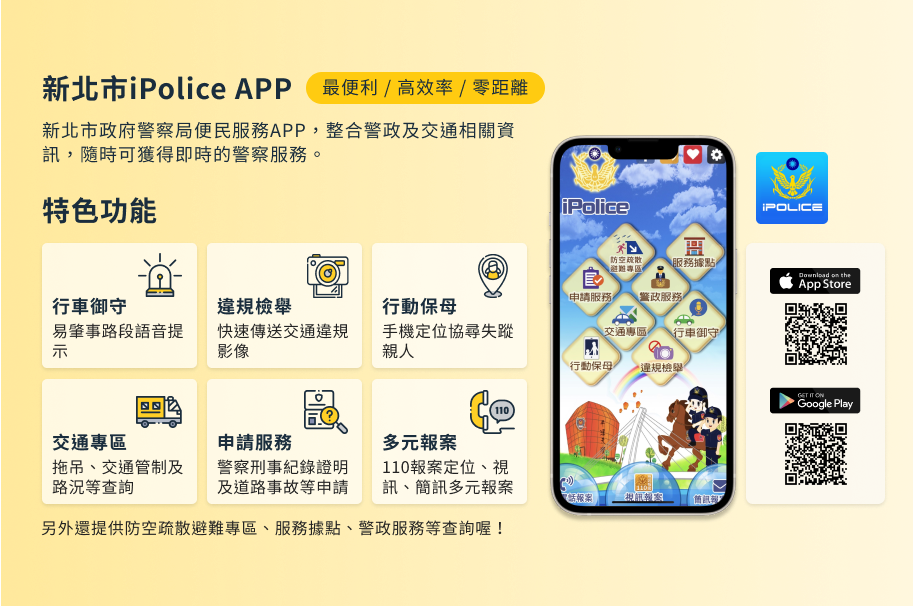 新北市iPolice APP
最便利 / 高效率 / 零距離
新北市政府警察局便民服務APP，整合警政及交通相關資
訊，隨時可獲得即時的警察服務。
特色功能
行車御守
易肇事路段語音提
示
違規檢舉
快速傳送交通違規
影像
行動保母
手機定位協尋失蹤
親人
交通專區
拖吊、交通管制及
路況等查詢
申請服務
警察刑事紀錄證明
及道路事故等申請
110
多元報案
110報案定位、視
訊、簡訊多元報案
另外還提供防空疏散避難專區、服務據點、警政服務等查詢喔！
iPolice
防空疏散
避難專區
服務據點
申請服務
警政服務
交通專區
行車御守
行動保母
違規檢舉
電話報案
視訊報案
簡訊報
iPOLICE
Download on the
App Store
GET IT ON
Google Play